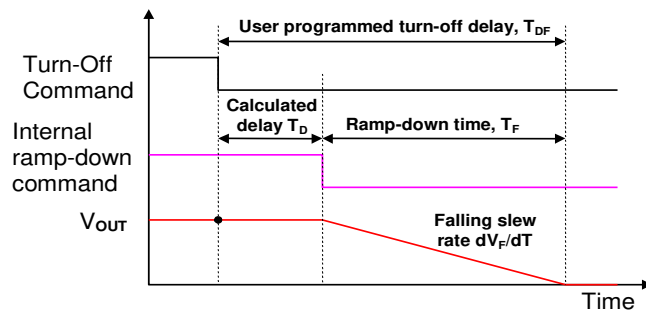 User programmed turn-off delay, TDF
Turn-Off
Command
Calculated
delay TD
Ramp-down time, TF
Internal
ramp-down
command
VOUT
Falling slew
rate dVF/dT
Time